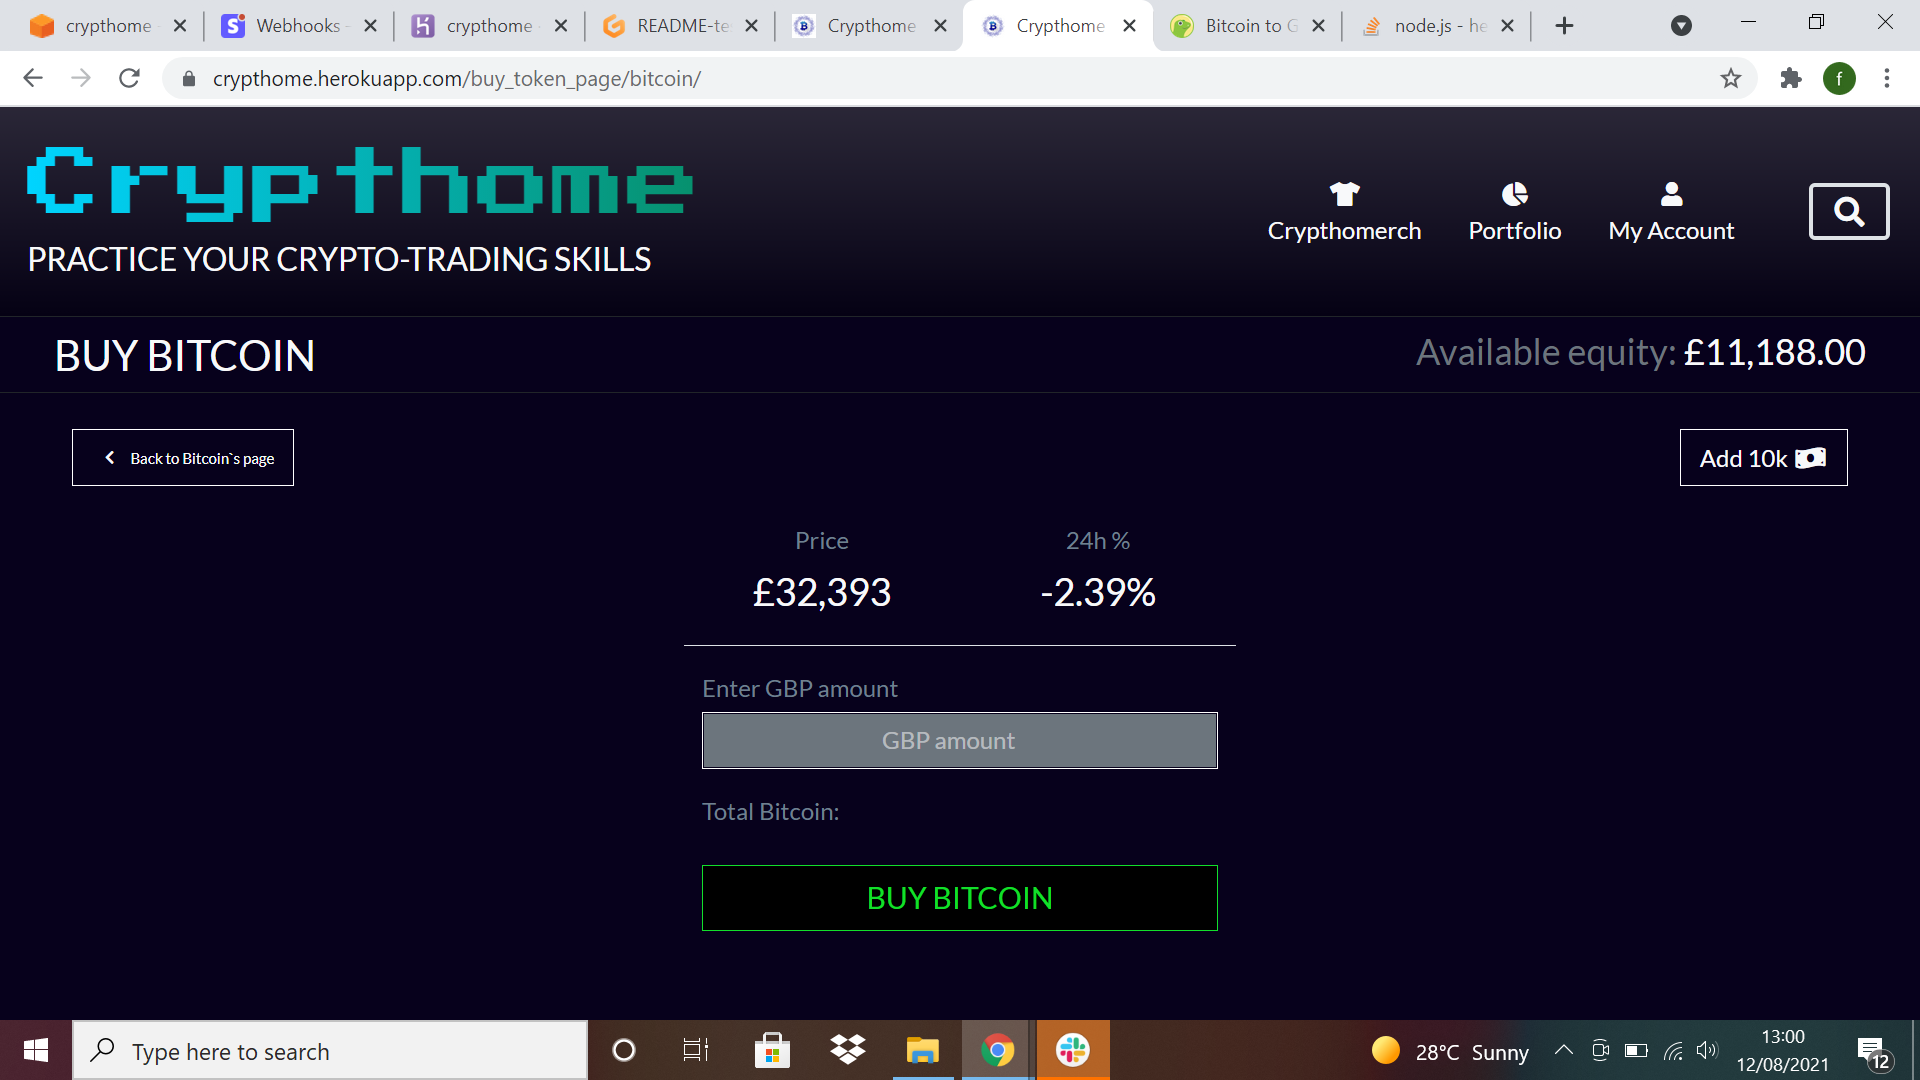 crypthome
Webhooks -
crypthome
README-te
Crypthome
Crypthome
Bitcoin to G
node.js - he
crypthome.herokuapp.com/buy_token_page/bitcoin/
f
Crypthome
PRACTICE YOUR CRYPTO-TRADING SKILLS
Crypthomerch
Portfolio
My Account
BUY BITCOIN
Available equity: £11,188.00
Back to Bitcoin`s page
Add 10k
Price
24h %
£32,393
-2.39%
Enter GBP amount
GBP amount
Total Bitcoin:
BUY BITCOIN
Type here to search
28°C Sunny
13:00
12/08/2021
12